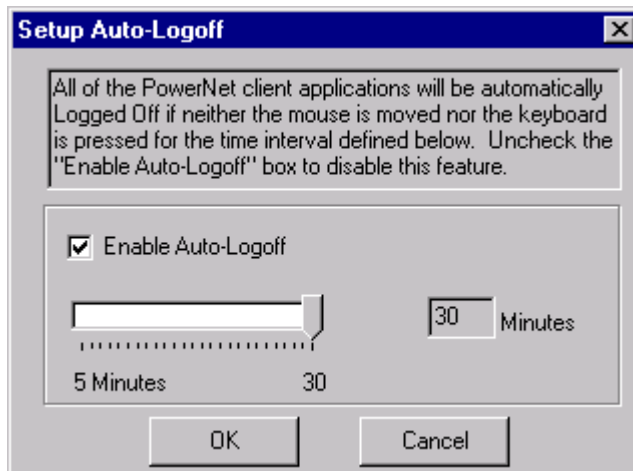 Setup Auto-Logoff
All of the PowerNet client applications will be automatically
Logged Off if neither the mouse is moved nor the keyboard
is pressed for the time interval defined below. Uncheck the
"Enable Auto-Logoff" box to disable this feature.
Enable Auto-Logoff
30 Minutes
5 Minutes 30
OK Cancel